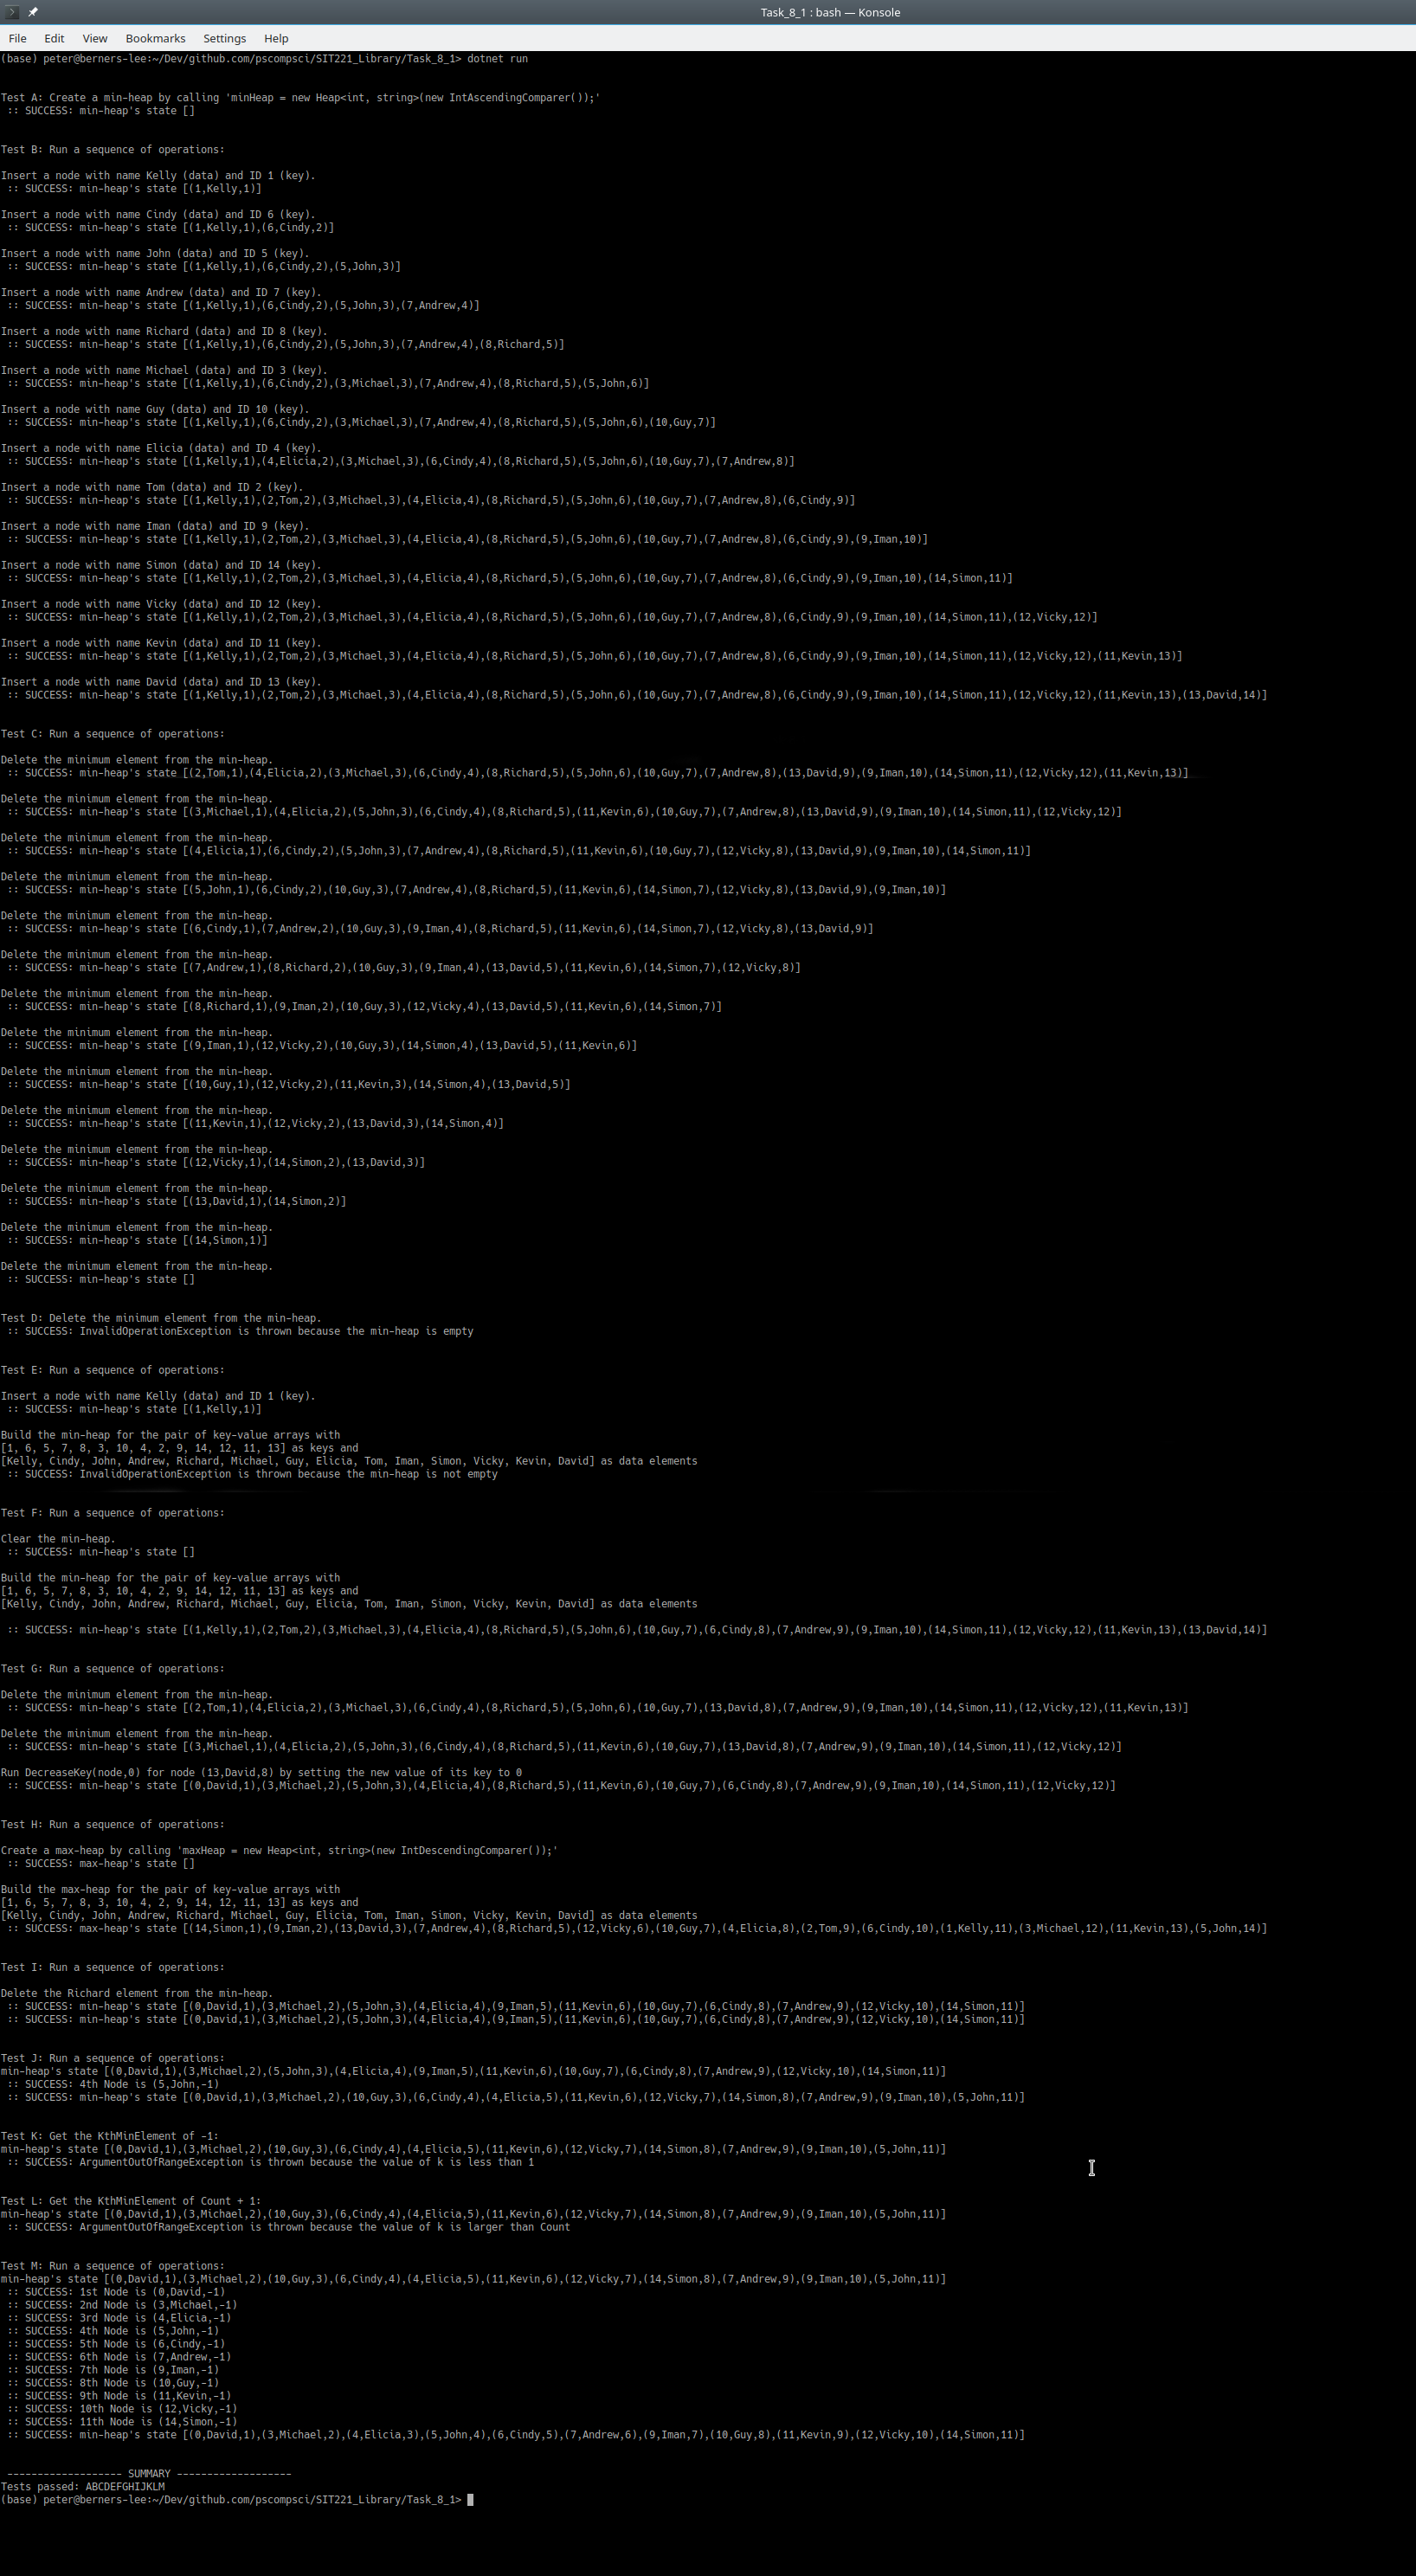 Task_8_1 : bash — Konsole
File Edit View Bookmarks Settings Help
(base) peter@berners-lee:~/Dev/github.com/pscompsci/SIT221_Library/Task_8_1> dotnet run
Test A: Create a min-heap by calling 'minHeap = new Heap<int, string>(new IntAscendingComparer());'
:: SUCCESS: min-heap's state []
Test B: Run a sequence of operations:
Insert a node with name Kelly (data) and ID 1 (key).
:: SUCCESS: min-heap's state [(1,Kelly,1)]
Insert a node with name Cindy (data) and ID 6 (key).
:: SUCCESS: min-heap's state [(1,Kelly,1),(6,Cindy,2)]
Insert a node with name John (data) and ID 5 (key).
:: SUCCESS: min-heap's state [(1,Kelly,1),(6,Cindy,2),(5,John,3)]
Insert a node with name Andrew (data) and ID 7 (key).
:: SUCCESS: min-heap's state [(1,Kelly,1),(6,Cindy,2),(5,John,3),(7,Andrew,4)]
Insert a node with name Richard (data) and ID 8 (key).
:: SUCCESS: min-heap's state [(1,Kelly,1),(6,Cindy,2),(5,John,3),(7,Andrew,4),(8,Richard,5)]
Insert a node with name Michael (data) and ID 3 (key).
:: SUCCESS: min-heap's state [(1,Kelly,1),(6,Cindy,2),(3,Michael,3),(7,Andrew,4),(8,Richard,5),(5,John,6)]
Insert a node with name Guy (data) and ID 10 (key).
:: SUCCESS: min-heap's state [(1,Kelly,1),(6,Cindy,2),(3,Michael,3),(7,Andrew,4),(8,Richard,5),(5,John,6),(10,Guy,7)]
Insert a node with name Elicia (data) and ID 4 (key).
:: SUCCESS: min-heap's state [(1,Kelly,1),(4,Elicia,2),(3,Michael,3),(6,Cindy,4),(8,Richard,5),(5,John,6),(10,Guy,7),(7,Andrew,8)]
Insert a node with name Tom (data) and ID 2 (key).
:: SUCCESS: min-heap's state [(1,Kelly,1),(2,Tom,2),(3,Michael,3),(4,Elicia,4),(8,Richard,5),(5,John,6),(10,Guy,7),(7,Andrew,8),(6,Cindy,9)]
Insert a node with name Iman (data) and ID 9 (key).
:: SUCCESS: min-heap's state [(1,Kelly,1),(2,Tom,2),(3,Michael,3),(4,Elicia,4),(8,Richard,5),(5,John,6),(10,Guy,7),(7,Andrew,8),(6,Cindy,9),(9,Iman,10)]
Insert a node with name Simon (data) and ID 14 (key).
:: SUCCESS: min-heap's state [(1,Kelly,1),(2,Tom,2),(3,Michael,3),(4,Elicia,4),(8,Richard,5),(5,John,6),(10,Guy,7),(7,Andrew,8),(6,Cindy,9),(9,Iman,10),(14,Simon,11)]
Insert a node with name Vicky (data) and ID 12 (key).
:: SUCCESS: min-heap's state [(1,Kelly,1),(2,Tom,2),(3,Michael,3),(4,Elicia,4),(8,Richard,5),(5,John,6),(10,Guy,7),(7,Andrew,8),(6,Cindy,9),(9,Iman,10),(14,Simon,11),(12,Vicky,12)]
Insert a node with name Kevin (data) and ID 11 (key).
:: SUCCESS: min-heap's state [(1,Kelly,1),(2,Tom,2),(3,Michael,3),(4,Elicia,4),(8,Richard,5),(5,John,6),(10,Guy,7),(7,Andrew,8),(6,Cindy,9),(9,Iman,10),(14,Simon,11),(12,Vicky,12),(11,Kevin,13)]
Insert a node with name David (data) and ID 13 (key).
:: SUCCESS: min-heap's state [(1,Kelly,1),(2,Tom,2),(3,Michael,3),(4,Elicia,4),(8,Richard,5),(5,John,6),(10,Guy,7),(7,Andrew,8),(6,Cindy,9),(9,Iman,10),(14,Simon,11),(12,Vicky,12),(11,Kevin,13),(13,David,14)]
Test C: Run a sequence of operations:
Delete the minimum element from the min-heap.
:: SUCCESS: min-heap's state [(2,Tom,1),(4,Elicia,2),(3,Michael,3),(6,Cindy,4),(8,Richard,5),(5,John,6),(10,Guy,7),(7,Andrew,8),(13,David,9),(9,Iman,10),(14,Simon,11),(12,Vicky,12),(11,Kevin,13)]
Delete the minimum element from the min-heap.
:: SUCCESS: min-heap's state [(3,Michael,1),(4,Elicia,2),(5,John,3),(6,Cindy,4),(8,Richard,5),(11,Kevin,6),(10,Guy,7),(7,Andrew,8),(13,David,9),(9,Iman,10),(14,Simon,11),(12,Vicky,12)]
Delete the minimum element from the min-heap.
:: SUCCESS: min-heap's state [(4,Elicia,1),(6,Cindy,2),(5,John,3),(7,Andrew,4),(8,Richard,5),(11,Kevin,6),(10,Guy,7),(12,Vicky,8),(13,David,9),(9,Iman,10),(14,Simon,11)]
Delete the minimum element from the min-heap.
:: SUCCESS: min-heap's state [(5,John,1),(6,Cindy,2),(10,Guy,3),(7,Andrew,4),(8,Richard,5),(11,Kevin,6),(14,Simon,7),(12,Vicky,8),(13,David,9),(9,Iman,10)]
Delete the minimum element from the min-heap.
:: SUCCESS: min-heap's state [(6,Cindy,1),(7,Andrew,2),(10,Guy,3),(9,Iman,4),(8,Richard,5),(11,Kevin,6),(14,Simon,7),(12,Vicky,8),(13,David,9)]
Delete the minimum element from the min-heap.
:: SUCCESS: min-heap's state [(7,Andrew,1),(8,Richard,2),(10,Guy,3),(9,Iman,4),(13,David,5),(11,Kevin,6),(14,Simon,7),(12,Vicky,8)]
Delete the minimum element from the min-heap.
:: SUCCESS: min-heap's state [(8,Richard,1),(9,Iman,2),(10,Guy,3),(12,Vicky,4),(13,David,5),(11,Kevin,6),(14,Simon,7)]
Delete the minimum element from the min-heap.
:: SUCCESS: min-heap's state [(9,Iman,1),(12,Vicky,2),(10,Guy,3),(14,Simon,4),(13,David,5),(11,Kevin,6)]
Delete the minimum element from the min-heap.
:: SUCCESS: min-heap's state [(10,Guy,1),(12,Vicky,2),(11,Kevin,3),(14,Simon,4),(13,David,5)]
Delete the minimum element from the min-heap.
:: SUCCESS: min-heap's state [(11,Kevin,1),(12,Vicky,2),(13,David,3),(14,Simon,4)]
Delete the minimum element from the min-heap.
:: SUCCESS: min-heap's state [(12,Vicky,1),(14,Simon,2),(13,David,3)]
Delete the minimum element from the min-heap.
:: SUCCESS: min-heap's state [(13,David,1),(14,Simon,2)]
Delete the minimum element from the min-heap.
:: SUCCESS: min-heap's state [(14,Simon,1)]
Delete the minimum element from the min-heap.
:: SUCCESS: min-heap's state []
Test D: Delete the minimum element from the min-heap.
:: SUCCESS: InvalidOperationException is thrown because the min-heap is empty
Test E: Run a sequence of operations:
Insert a node with name Kelly (data) and ID 1 (key).
:: SUCCESS: min-heap's state [(1,Kelly,1)]
Build the min-heap for the pair of key-value arrays with
[1, 6, 5, 7, 8, 3, 10, 4, 2, 9, 14, 12, 11, 13] as keys and
[Kelly, Cindy, John, Andrew, Richard, Michael, Guy, Elicia, Tom, Iman, Simon, Vicky, Kevin, David] as data elements
:: SUCCESS: InvalidOperationException is thrown because the min-heap is not empty
Test F: Run a sequence of operations:
Clear the min-heap.
:: SUCCESS: min-heap's state []
Build the min-heap for the pair of key-value arrays with
[1, 6, 5, 7, 8, 3, 10, 4, 2, 9, 14, 12, 11, 13] as keys and
[Kelly, Cindy, John, Andrew, Richard, Michael, Guy, Elicia, Tom, Iman, Simon, Vicky, Kevin, David] as data elements
:: SUCCESS: min-heap's state [(1,Kelly,1),(2,Tom,2),(3,Michael,3),(4,Elicia,4),(8,Richard,5),(5,John,6),(10,Guy,7),(6,Cindy,8),(7,Andrew,9),(9,Iman,10),(14,Simon,11),(12,Vicky,12),(11,Kevin,13),(13,David,14)]
Test G: Run a sequence of operations:
Delete the minimum element from the min-heap.
:: SUCCESS: min-heap's state [(2,Tom,1),(4,Elicia,2),(3,Michael,3),(6,Cindy,4),(8,Richard,5),(5,John,6),(10,Guy,7),(13,David,8),(7,Andrew,9),(9,Iman,10),(14,Simon,11),(12,Vicky,12),(11,Kevin,13)]
Delete the minimum element from the min-heap.
:: SUCCESS: min-heap's state [(3,Michael,1),(4,Elicia,2),(5,John,3),(6,Cindy,4),(8,Richard,5),(11,Kevin,6),(10,Guy,7),(13,David,8),(7,Andrew,9),(9,Iman,10),(14,Simon,11),(12,Vicky,12)]
Run DecreaseKey(node,0) for node (13,David,8) by setting the new value of its key to 0
:: SUCCESS: min-heap's state [(0,David,1),(3,Michael,2),(5,John,3),(4,Elicia,4),(8,Richard,5),(11,Kevin,6),(10,Guy,7),(6,Cindy,8),(7,Andrew,9),(9,Iman,10),(14,Simon,11),(12,Vicky,12)]
Test H: Run a sequence of operations:
Create a max-heap by calling 'maxHeap = new Heap<int, string>(new IntDescendingComparer());'
:: SUCCESS: max-heap's state []
Build the max-heap for the pair of key-value arrays with
[1, 6, 5, 7, 8, 3, 10, 4, 2, 9, 14, 12, 11, 13] as keys and
[Kelly, Cindy, John, Andrew, Richard, Michael, Guy, Elicia, Tom, Iman, Simon, Vicky, Kevin, David] as data elements
:: SUCCESS: max-heap's state [(14,Simon,1),(9,Iman,2),(13,David,3),(7,Andrew,4),(8,Richard,5),(12,Vicky,6),(10,Guy,7),(4,Elicia,8),(2,Tom,9),(6,Cindy,10),(1,Kelly,11),(3,Michael,12),(11,Kevin,13),(5,John,14)]
Test I: Run a sequence of operations:
Delete the Richard element from the min-heap.
:: SUCCESS: min-heap's state [(0,David,1),(3,Michael,2),(5,John,3),(4,Elicia,4),(9,Iman,5),(11,Kevin,6),(10,Guy,7),(6,Cindy,8),(7,Andrew,9),(12,Vicky,10),(14,Simon,11)]
:: SUCCESS: min-heap's state [(0,David,1),(3,Michael,2),(5,John,3),(4,Elicia,4),(9,Iman,5),(11,Kevin,6),(10,Guy,7),(6,Cindy,8),(7,Andrew,9),(12,Vicky,10),(14,Simon,11)]
Test J: Run a sequence of operations:
min-heap's state [(0,David,1),(3,Michael,2),(5,John,3),(4,Elicia,4),(9,Iman,5),(11,Kevin,6),(10,Guy,7),(6,Cindy,8),(7,Andrew,9),(12,Vicky,10),(14,Simon,11)]
:: SUCCESS: 4th Node is (5,John,-1)
:: SUCCESS: min-heap's state [(0,David,1),(3,Michael,2),(10,Guy,3),(6,Cindy,4),(4,Elicia,5),(11,Kevin,6),(12,Vicky,7),(14,Simon,8),(7,Andrew,9),(9,Iman,10),(5,John,11)]
Test K: Get the KthMinElement of -1:
min-heap's state [(0,David,1),(3,Michael,2),(10,Guy,3),(6,Cindy,4),(4,Elicia,5),(11,Kevin,6),(12,Vicky,7),(14,Simon,8),(7,Andrew,9),(9,Iman,10),(5,John,11)]
:: SUCCESS: ArgumentOutOfRangeException is thrown because the value of k is less than 1
Test L: Get the KthMinElement of Count + 1:
min-heap's state [(0,David,1),(3,Michael,2),(10,Guy,3),(6,Cindy,4),(4,Elicia,5),(11,Kevin,6),(12,Vicky,7),(14,Simon,8),(7,Andrew,9),(9,Iman,10),(5,John,11)]
:: SUCCESS: ArgumentOutOfRangeException is thrown because the value of k is larger than Count
Test M: Run a sequence of operations:
min-heap's state [(0,David,1),(3,Michael,2),(10,Guy,3),(6,Cindy,4),(4,Elicia,5),(11,Kevin,6),(12,Vicky,7),(14,Simon,8),(7,Andrew,9),(9,Iman,10),(5,John,11)]
:: SUCCESS: 1st Node is (0,David,-1)
:: SUCCESS: 2nd Node is (3,Michael,-1)
:: SUCCESS: 3rd Node is (4,Elicia,-1)
:: SUCCESS: 4th Node is (5,John,-1)
:: SUCCESS: 5th Node is (6,Cindy,-1)
:: SUCCESS: 6th Node is (7,Andrew,-1)
:: SUCCESS: 7th Node is (9,Iman,-1)
:: SUCCESS: 8th Node is (10,Guy,-1)
:: SUCCESS: 9th Node is (11,Kevin,-1)
:: SUCCESS: 10th Node is (12,Vicky,-1)
:: SUCCESS: 11th Node is (14,Simon,-1)
:: SUCCESS: min-heap's state [(0,David,1),(3,Michael,2),(4,Elicia,3),(5,John,4),(6,Cindy,5),(7,Andrew,6),(9,Iman,7),(10,Guy,8),(11,Kevin,9),(12,Vicky,10),(14,Simon,11)]
------------------- SUMMARY -------------------
Tests passed: ABCDEFGHIJKLM
(base) peter@berners-lee:~/Dev/github.com/pscompsci/SIT221_Library/Task_8_1>